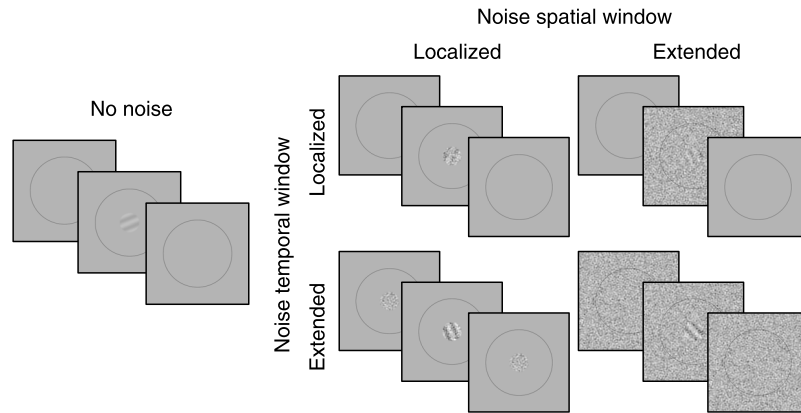 Noise spatial window
Localized
Extended
No noise
Noise temporal window
Localized
Extended